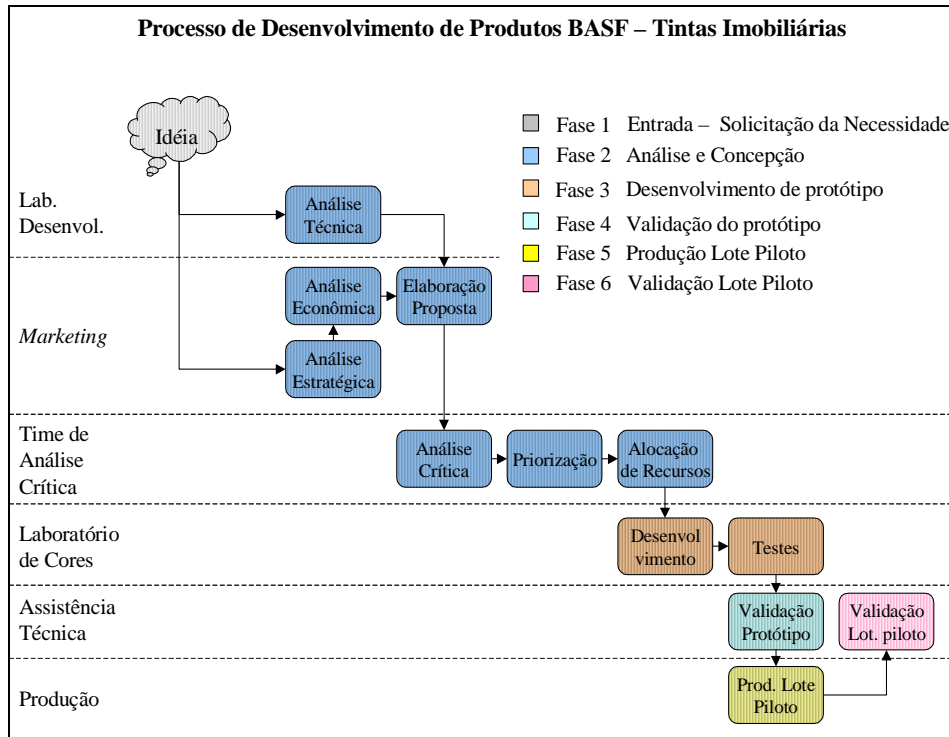 Processo de Desenvolvimento de Produtos BASF – Tintas Imobiliárias
Idéia
Fase 1 Entrada – Solicitação da Necessidade
Fase 2 Análise e Concepção
Fase 3 Desenvolvimento de protótipo
Fase 4 Validação do protótipo
Fase 5 Produção Lote Piloto
Fase 6 Validação Lote Piloto
Lab.
Desenvol.
Análise
Técnica
Marketing
Análise
Econômica
Elaboração
Proposta
Análise
Estratégica
Time de
Análise
Crítica
Análise
Crítica
Priorização
Alocação
de Recursos
Laboratório
de Cores
Desenvol
vimento
Testes
Assistência
Técnica
Validação
Protótipo
Validação
Lot. piloto
Produção
Prod. Lote
Piloto